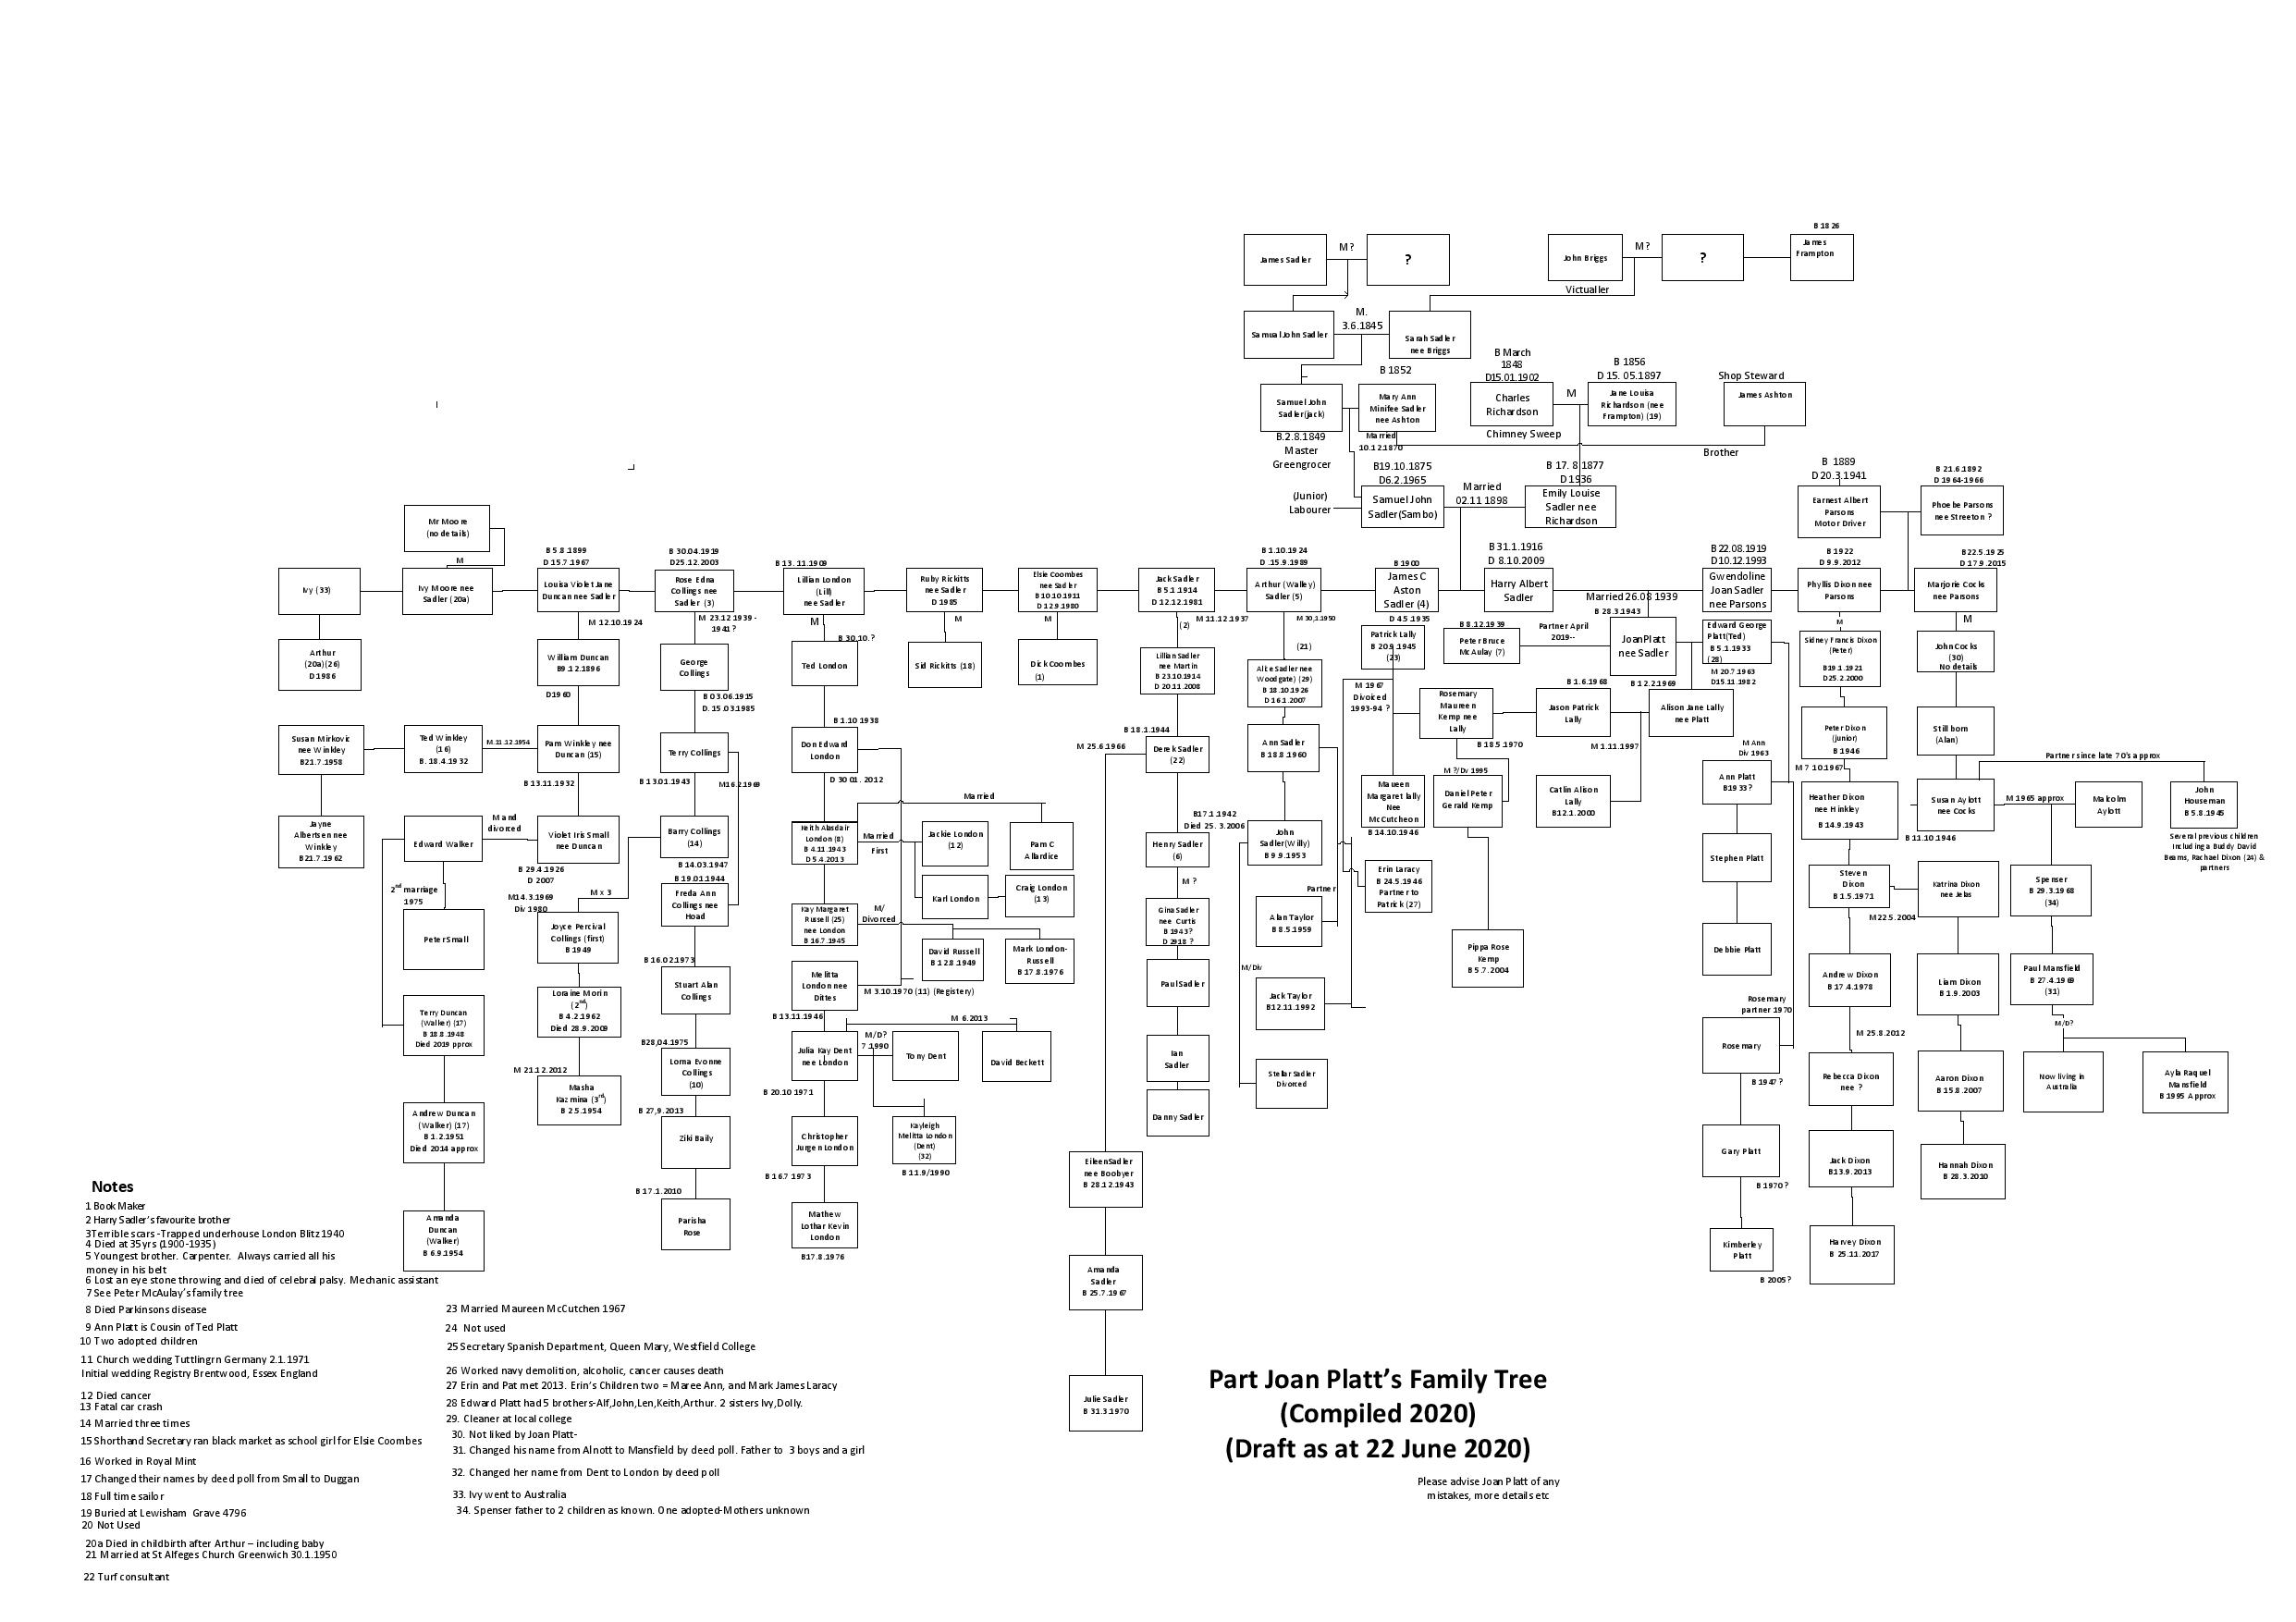 B 1826
James Sadler
M ?
?
John Briggs
M ?
?
James
Frampton
Victualler
Samual John Sadler
M.
3.6.1845
Sarah Sadler
nee Briggs
B 1852
B March
1848
D15.01.1902
B 1856
D 15. 05.1897
Shop Steward
Samuel John
Sadler(jack)
Mary Ann
Minifee Sadler
nee Ashton
Charles
Richardson
M
Jane Louisa
Richardson (nee
Frampton) (19)
James Ashton
B.2.8.1849
Master
Greengrocer
Married
10.12.1870
Chimney Sweep
Brother
B19.10.1875
D6.2.1965
B 17. 8 1877
D 1936
B 1889
D 20.3.1941
B 21.6.1892
D 1964-1966
(Junior)
Labourer
Samuel John
Sadler(Sambo)
Married
02.11 1898
Emily Louise
Sadler nee
Richardson
Earnest Albert
Parsons
Motor Driver
Phoebe Parsons
nee Streeton ?
Mr Moore
(no details)
M
B 5.8.1899
D 15.7.1967
B 30.04.1919
D25.12.2003
B 13.11.1909
B.1.10.1924
D .15.9.1989
B 1900
B 31.1.1916
D 8.10.2009
B22.08.1919
D10.12.1993
B 1922
D 9.9.2012
B22.5.1925
D 17.9.2015
Ivy (33)
Ivy Moore nee
Sadler (20a)
Louisa Violet Jane
Duncan nee Sadler
Rose Edna
Collings nee
Sadler (3)
Lillian London
(Lill)
nee Sadler
Ruby Rickitts
nee Sadler
D 1985
Elsie Coombes
nee Sadler
B 10.10.1911
D 12.9.1980
Jack Sadler
B 5.1.1914
D 12.12.1981
Arthur (Walley)
Sadler (5)
James C
Aston
Sadler (4)
Harry Albert
Sadler
Married 26.08 1939
Gwendoline
Joan Sadler
nee Parsons
Phyllis Dixon nee
Parsons
Marjorie Cocks
nee Parsons
M 12.10.1924
M 23.12 1939 -
1941 ?
M
B 30.10.?
M
M
(2)
M 11.12.1937
M 30,1.1950
(21)
D 4.5.1935
B 8.12.1939
Partner April
2019--
B 28.3.1943
M
M
Arthur
(20a)(26)
D.1986
William Duncan
B9.12.1896
George
Collings
Ted London
Sid Rickitts (18)
Dick Coombes
(1)
Lillian Sadler
nee Martin
B 23.10.1914
D 20.11.2008
Alice Sadler nee
Woodgate) (29)
B 18.10.1926
D 16.1.2007
Patrick Lally
B 20.9.1945
(23)
Peter Bruce
McAulay (7)
Joan Platt
nee Sadler
Edward George
Platt(Ted)
B 5.1.1933
(28)
M 20.7.1963
D15.11.1982
Sidney Francis Dixon
(Peter)
B19.1.1921
D25.2.2000
John Cocks
(30)
No details
D1960
B 03.06.1915
D. 15.03.1985
M 1967
Divoiced
1993-94 ?
B 1.6.1968
B 12.2.1969
Rosemary
Maureen
Kemp nee
Lally
Jason Patrick
Lally
Alison Jane Lally
nee Platt
B 18.5.1970
M 1.11.1997
M Ann
Div 1963
Susan Mirkovic
nee Winkley
B21.7.1958
Ted Winkley
(16)
B. 18.4.1932
M 11.12.1954
Pam Winkley nee
Duncan (15)
Terry Collings
B 1.10 1938
Don Edward
London
B 18.1.1944
M 25.6.1966
Derek Sadler
(22)
Ann Sadler
B 18.8.1960
Peter Dixon
(junior)
B 1946
Still born
(Alan)
Partner since late 70's approx
B 13.11.1932
B 13.01.1943
M16.2.1969
D 30 01. 2012
M ?/Div 1995
M 7 10.1967
Maueen
Margaret lally
Nee
McCutcheon
B 14.10.1946
Daniel Peter
Gerald Kemp
Catlin Alison
Lally
B12.1.2000
Ann Platt
B1933?
Heather Dixon
nee Hinkley
B 14.9.1943
Susan Aylott
nee Cocks
M 1965 approx
Malcolm
Aylott
John
Houseman
B 5.8.1945
B 11.10.1946
Several previous children
Including a Buddy David
Beams, Rachael Dixon (24) &
partners
Jayne
Albertsen nee
Winkley
B21.7.1962
Edward Walker
M and
divorced
Violet Iris Small
nee Duncan
Barry Collings
(14)
Married
Keith Alasdair
London (8)
B 4.11.1943
D 5.4.2013
Married
First
Jackie London
(12)
Pam C
Allardice
B17.1.1942
Died 25. 3.2006
Henry Sadler
(6)
John
Sadler(Willy)
B 9.9.1953
Erin Laracy
B 24.5.1946
Partner to
Patrick (27)
Stephen Platt
2nd marriage
1975
B 29.4.1926
D 2007
M14.3.1969
Div 1980
M x 3
B 14.03.1947
B 19.01.1944
Freda Ann
Collings nee
Hoad
Karl London
Craig London
(13)
M ?
Partner
Steven
Dixon
B 1.5.1971
Katrina Dixon
nee Jelas
Spenser
B 29.3.1968
(34)
M22.5.2004
Peter Small
Joyce Percival
Collings (first)
B 1949
Kay Margaret
Russell (25)
nee London
B 16.7.1945
M/
Divorced
David Russell
B 12.8.1949
Mark London-
Russell
B 17.8.1976
Gina Sadler
nee Curtis
B 1943?
D 2918 ?
Alan Taylor
B 8.5.1959
Pippa Rose
Kemp
B 5.7.2004
Debbie Platt
B 16.02.1973
Stuart Alan
Collings
Loraine Morin
(2nd)
B 4.2.1962
Died 28.9.2009
Melitta
London nee
Dittes
M 3.10.1970 (11) (Registery)
Paul Sadler
M/Div
Jack Taylor
B12.11.1992
Andrew Dixon
B 17.4.1978
Liam Dixon
B 1.9.2003
Paul Mansfield
B 27.4.1969
(31)
Terry Duncan
(Walker) (17)
B 18.8.1948
Died 2019 pprox
Rosemary
partner 1970
B 13.11.1946
M 6.2013
M/D?
7.1990
M/D?
B28,04.1975
Lorna Evonne
Collings
(10)
Julia Kay Dent
nee London
Tony Dent
David Beckett
Ian
Sadler
Stellar Sadler
Divorced
Rosemary
M 25.8.2012
B 1947 ?
M 21.12.2012
Masha
Kazmina (3rd)
B 2.5.1954
B 20.10 1971
Rebecca Dixon
nee ?
Aaron Dixon
B 15.8.2007
Now living in
Australia
Ayla Raquel
Mansfield
B 1995 Approx
Andrew Duncan
(Walker) (17)
B 1.2.1951
Died 2014 approx
B 27,9.2013
Ziki Baily
Christopher
Jurgen London
Kayleigh
Melitta London
(Dent)
(32)
B 11.9/1990
Danny Sadler
Eileen Sadler
nee Boobyer
B 28.12.1943
Gary Platt
B 1970 ?
Jack Dixon
B13.9.2013
Hannah Dixon
B 28.3.2010
B 16.7 1973
B 17.1.2010
Parisha
Rose
Mathew
Lothar Kevin
London
B17.8.1976
Amanda
Duncan
(Walker)
B 6.9.1954
Amanda
Sadler
B 25.7.1967
Kimberley
Platt
B 2005 ?
Harvey Dixon
B 25.11.2017
Julie Sadler
B 31.3.1970
Notes
1 Book Maker
2 Harry Sadler's favourite brother
3Terrible scars -Trapped underhouse London Blitz 1940
4 Died at 35yrs (1900-1935)
5 Youngest brother. Carpenter. Always carried all his
money in his belt
6 Lost an eye stone throwing and died of celebral palsy. Mechanic assistant
7 See Peter McAulay's family tree
8 Died Parkinsons disease
9 Ann Platt is Cousin of Ted Platt
10 Two adopted children
11 Church wedding Tuttlingrn Germany 2.1.1971
Initial wedding Registry Brentwood, Essex England
12 Died cancer
13 Fatal car crash
14 Married three times
15 Shorthand Secretary ran black market as school girl for Elsie Coombes
16 Worked in Royal Mint
17 Changed their names by deed poll from Small to Duggan
18 Full time sailor
19 Buried at Lewisham Grave 4796
20 Not Used
20a Died in childbirth after Arthur – including baby
21 Married at St Alfeges Church Greenwich 30.1.1950
22 Turf consultant
23 Married Maureen McCutchen 1967
24 Not used
25 Secretary Spanish Department, Queen Mary, Westfield College
26 Worked navy demolition, alcoholic, cancer causes death
27 Erin and Pat met 2013. Erin's Children two = Maree Ann, and Mark James Laracy
28 Edward Platt had 5 brothers-Alf,John,Len,Keith,Arthur. 2 sisters Ivy,Dolly.
29. Cleaner at local college
30. Not liked by Joan Platt-
31. Changed his name from Alnott to Mansfield by deed poll. Father to 3 boys and a girl
32. Changed her name from Dent to London by deed poll
33. Ivy went to Australia
34. Spenser father to 2 children as known. One adopted-Mothers unknown
Part Joan Platt's Family Tree
(Compiled 2020)
(Draft as at 22 June 2020)
Please advise Joan Platt of any
mistakes, more details etc